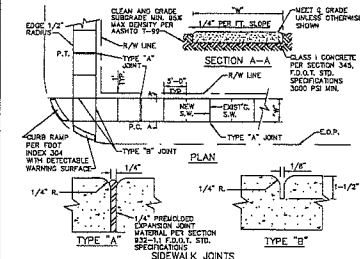 EDGE 1/2"
RADIUS
CLEAN AND GRADE
SUBGRADE MIN. 95%
MAX DENSITY PER
AASHTO T-99
"W"
1/4" PER FT. SLOPE
MEET GRADE
UNLESS OTHERWISE
SHOWN
R/W LINE
P.T.
TYPE "A"
JOINT
SECTION A-A
CLASS I CONCRETE
PER SECTION 345,
F.D.O.T. STD.
SPECIFICATIONS
3000 PSI MIN.
5'-0"
TYP.
R/W LINE
A
NEW
S.W.
EXIST'G.
S.W.
"W"
P.C.
A
TYPE "A" JOINT
CURB RAMP
PER FDOT
INDEX 304
WITH DETECTABLE
WARNING SURFACE
TYPE "B" JOINT
E.O.P.
PLAN
1/4"
1/4" R.
1/4" PREMOLDED
EXPANSION JOINT
MATERIAL PER SECTION
932-1.1 F.D.O.T. STD.
SPECIFICATIONS
TYPE "A"
1/8"
1/4" R.
1-1/2"
TYPE "B"
SIDEWALK JOINTS